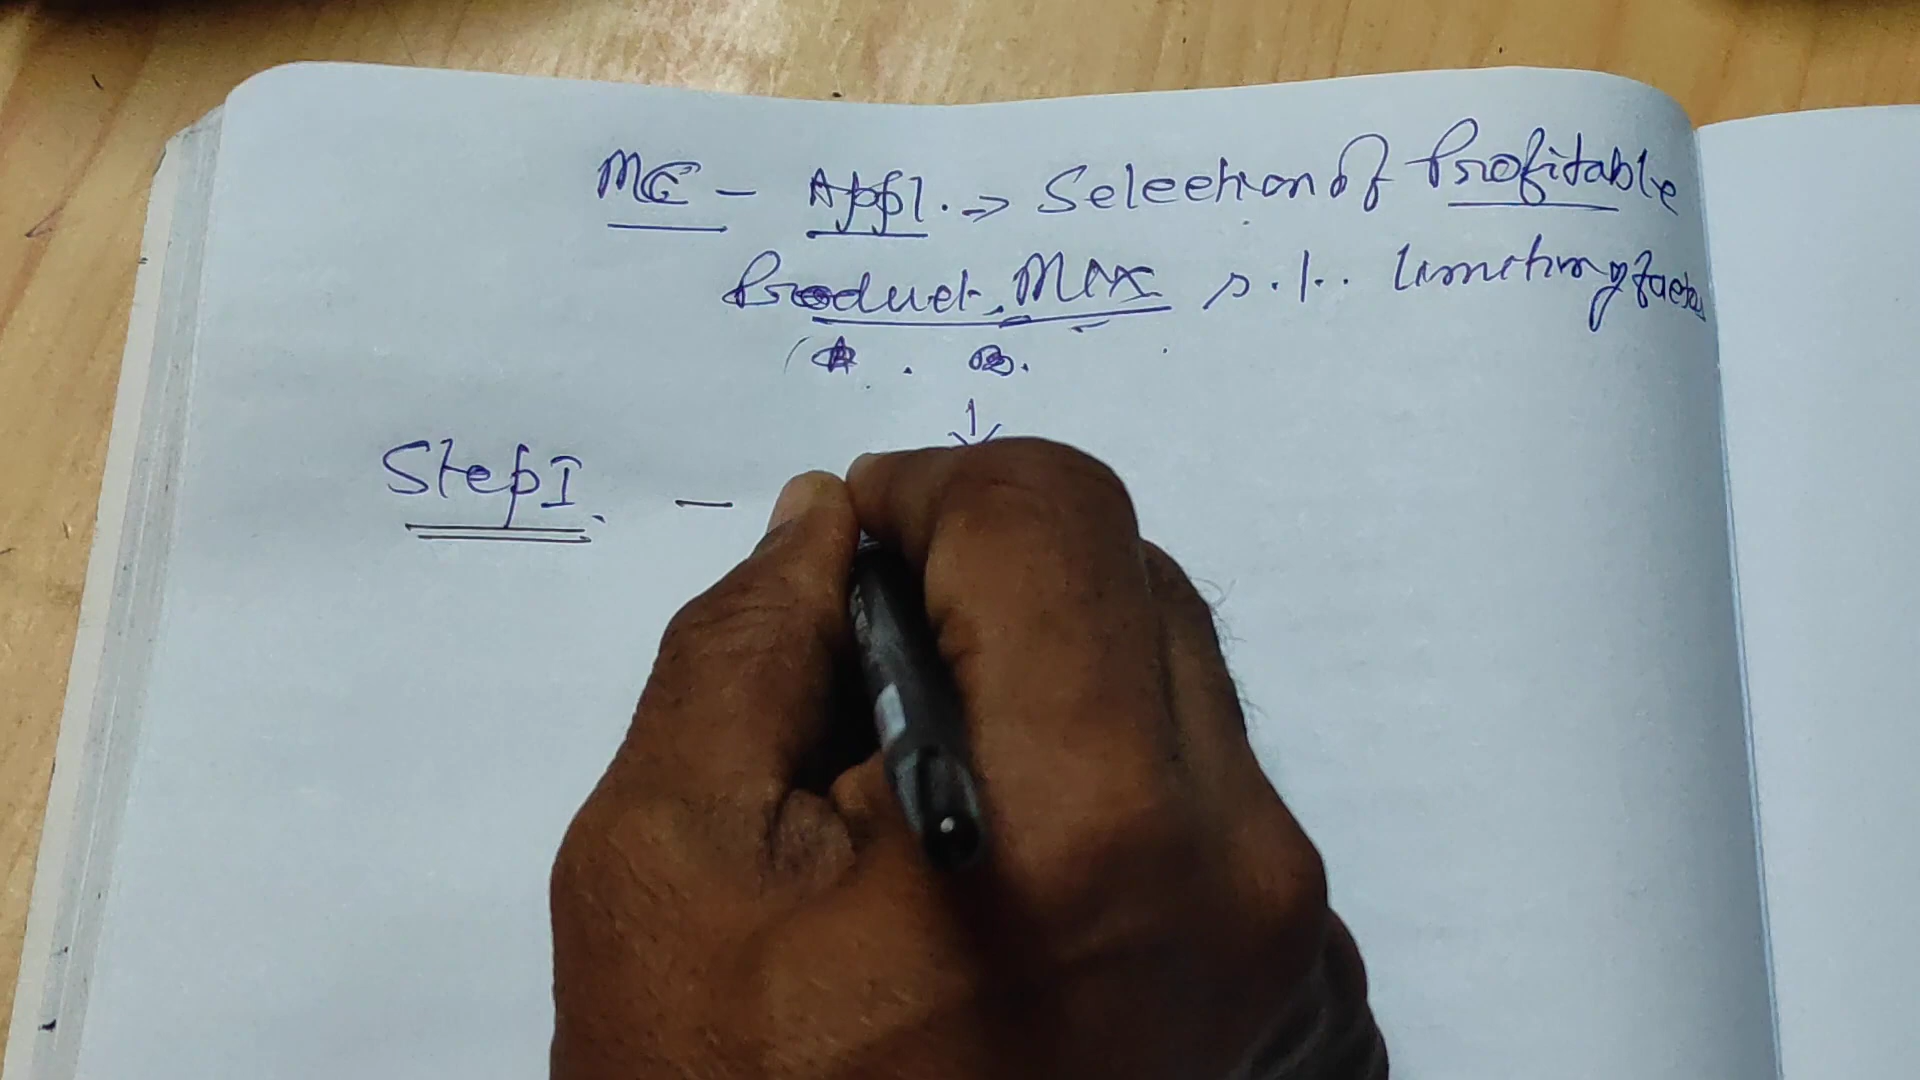 MC - Appl. → Selection of Profitable
Product Mix s.t. limiting factor
A . B.
Step I. -